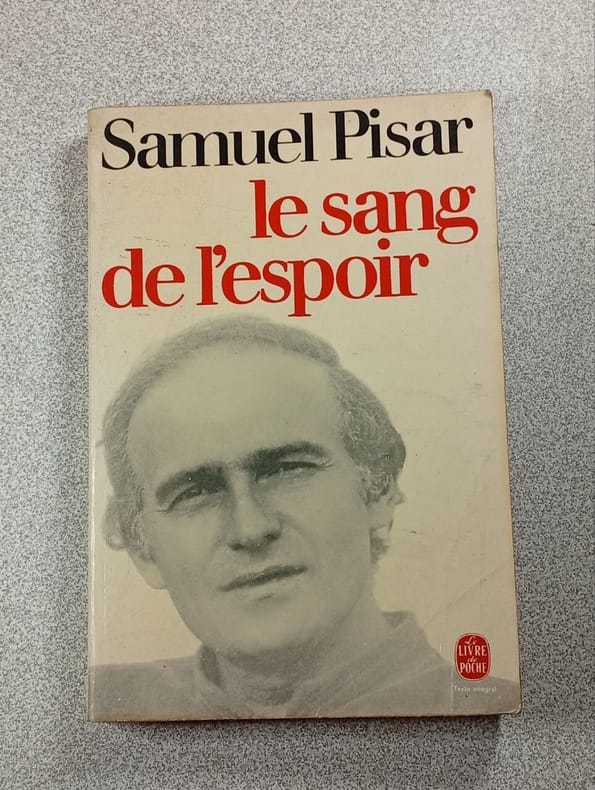 Samuel Pisar
le sang
de l'espoir
Le
LIVRE
de
POCHE
Texte intégral